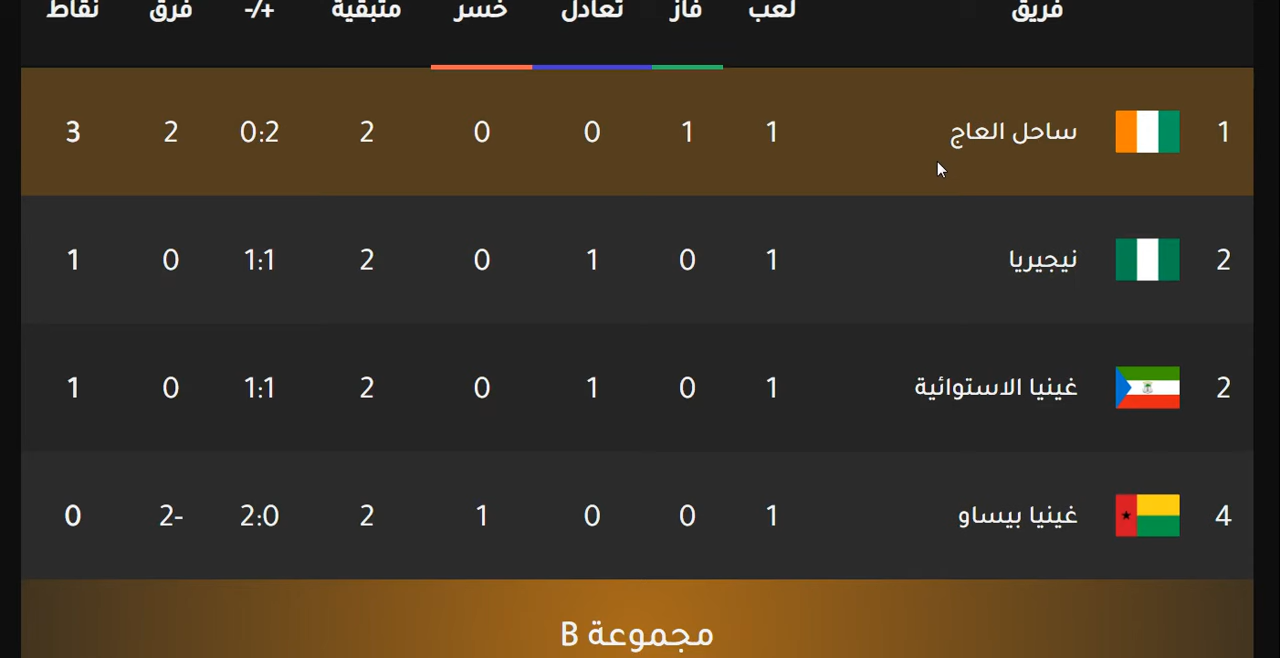 فريق لعب فاز تعادل خسر متبقية +/- فرق نقاط
1 ساحل العاج 1 1 0 0 2 0:2 2 3
2 نيجيريا 1 0 1 0 2 1:1 0 1
2 غينيا الاستوائية 1 0 1 0 2 1:1 0 1
4 غينيا بيساو 1 0 0 1 2 2:0 2- 0
مجموعة B